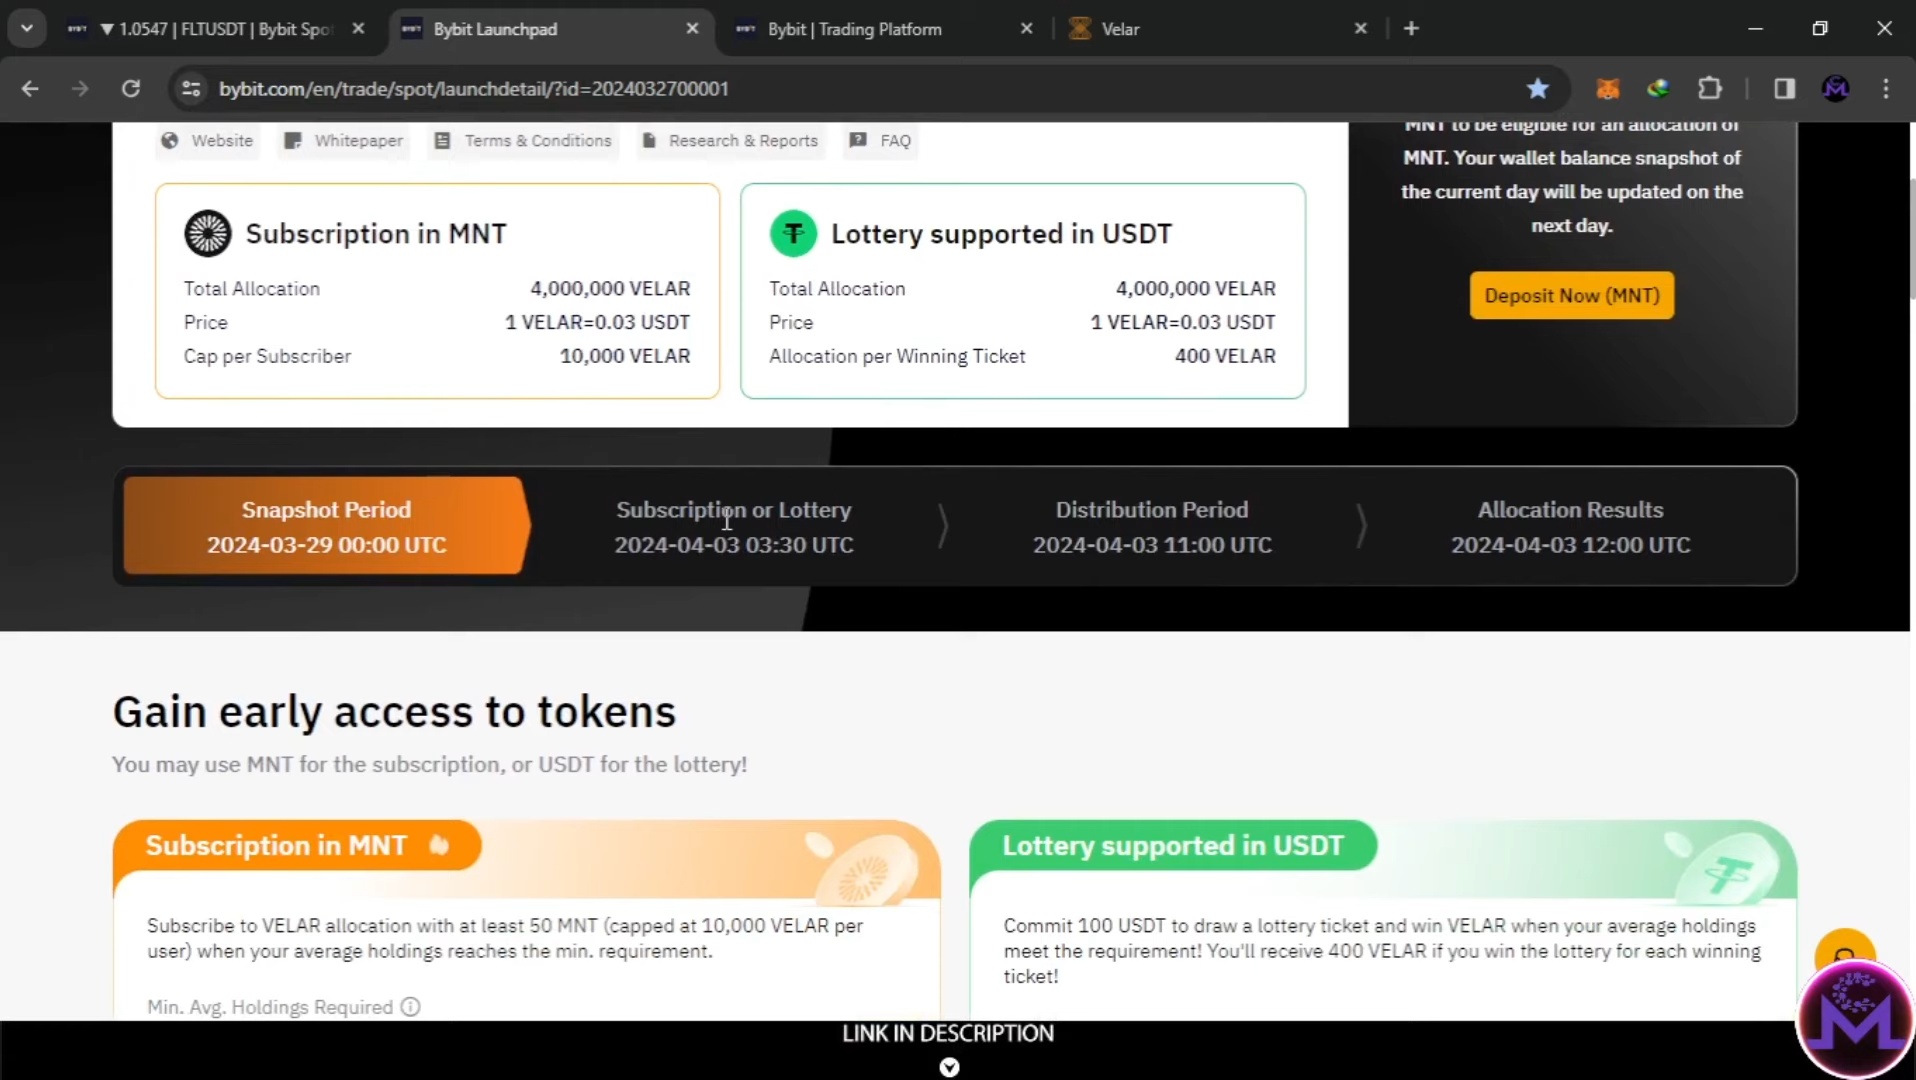 ▼ 1.0547 | FLTUSDT | Bybit Spo
Bybit Launchpad
Bybit | Trading Platform
Velar
bybit.com/en/trade/spot/launchdetail/?id=2024032700001
Website
Whitepaper
Terms & Conditions
Research & Reports
FAQ
MNT to be eligible for an allocation of
MNT. Your wallet balance snapshot of
the current day will be updated on the
next day.
Deposit Now (MNT)
Subscription in MNT
Total Allocation 4,000,000 VELAR
Price 1 VELAR=0.03 USDT
Cap per Subscriber 10,000 VELAR
Lottery supported in USDT
Total Allocation 4,000,000 VELAR
Price 1 VELAR=0.03 USDT
Allocation per Winning Ticket 400 VELAR
Snapshot Period
2024-03-29 00:00 UTC
Subscription or Lottery
2024-04-03 03:30 UTC
Distribution Period
2024-04-03 11:00 UTC
Allocation Results
2024-04-03 12:00 UTC
Gain early access to tokens
You may use MNT for the subscription, or USDT for the lottery!
Subscription in MNT
Subscribe to VELAR allocation with at least 50 MNT (capped at 10,000 VELAR per
user) when your average holdings reaches the min. requirement.
Min. Avg. Holdings Required
Lottery supported in USDT
Commit 100 USDT to draw a lottery ticket and win VELAR when your average holdings
meet the requirement! You'll receive 400 VELAR if you win the lottery for each winning
ticket!
LINK IN DESCRIPTION